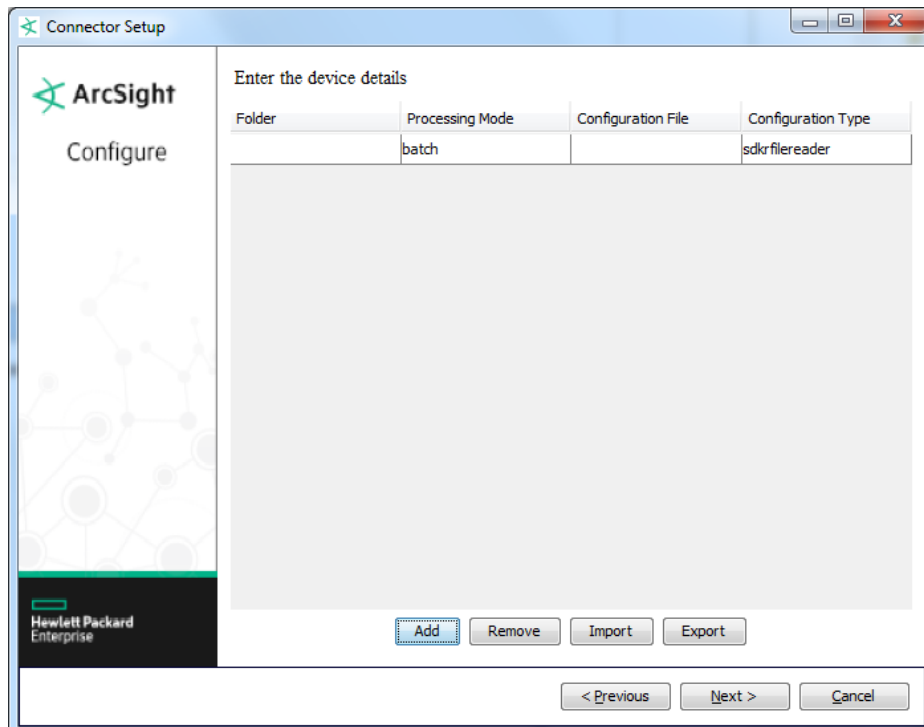 Connector Setup
ArcSight
Configure
Enter the device details
Folder Processing Mode Configuration File Configuration Type
batch sdkrfilereader
Hewlett Packard
Enterprise
Add Remove Import Export
< Previous Next > Cancel